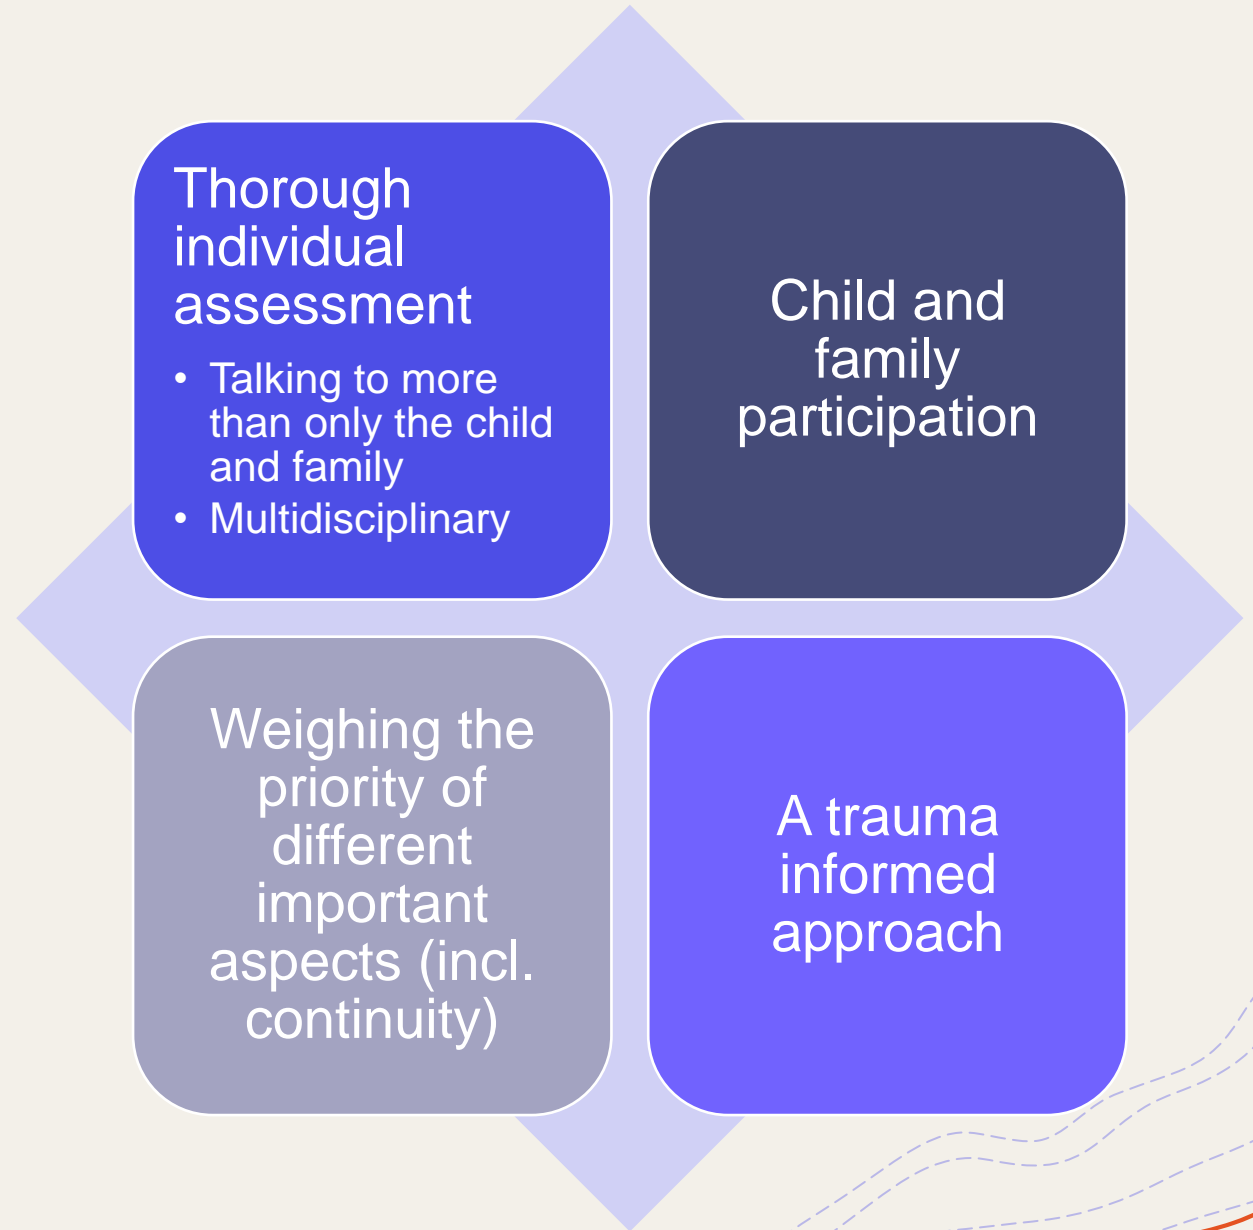 Thorough
individual
assessment
• Talking to more
than only the child
and family
• Multidisciplinary
Child and
family
participation
Weighing the
priority of
different
important
aspects (incl.
continuity)
A trauma
informed
approach